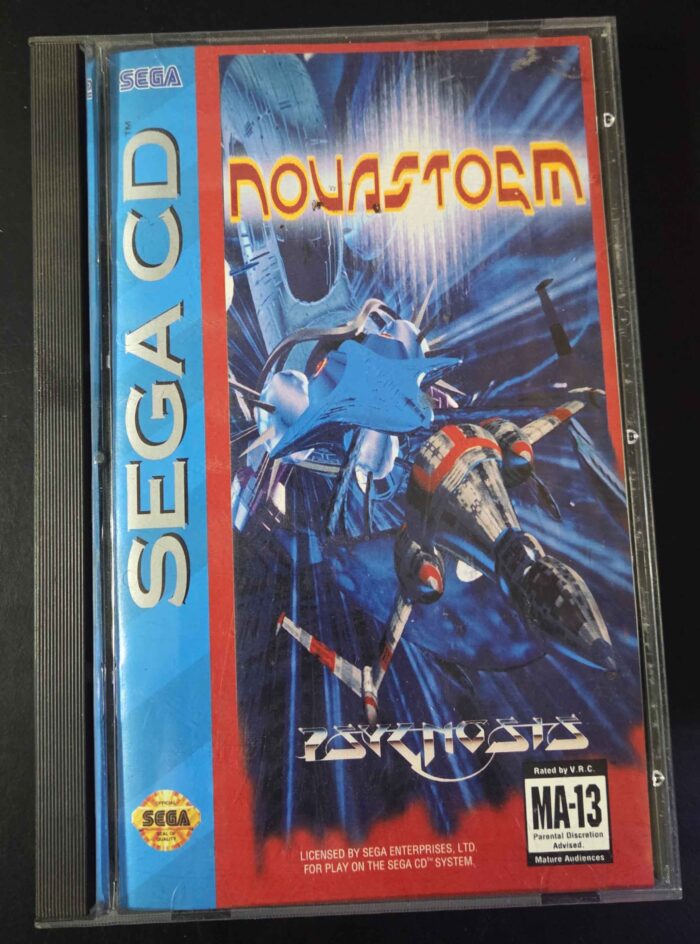 SEGA
SEGA CD™
NOVASTORM
PSYGNOSIS
Rated by V.R.C.
MA-13
Parental Discretion
Advised.
Mature Audiences
OFFICIAL
SEGA
SEAL OF
QUALITY
LICENSED BY SEGA ENTERPRISES, LTD.
FOR PLAY ON THE SEGA CD™ SYSTEM.